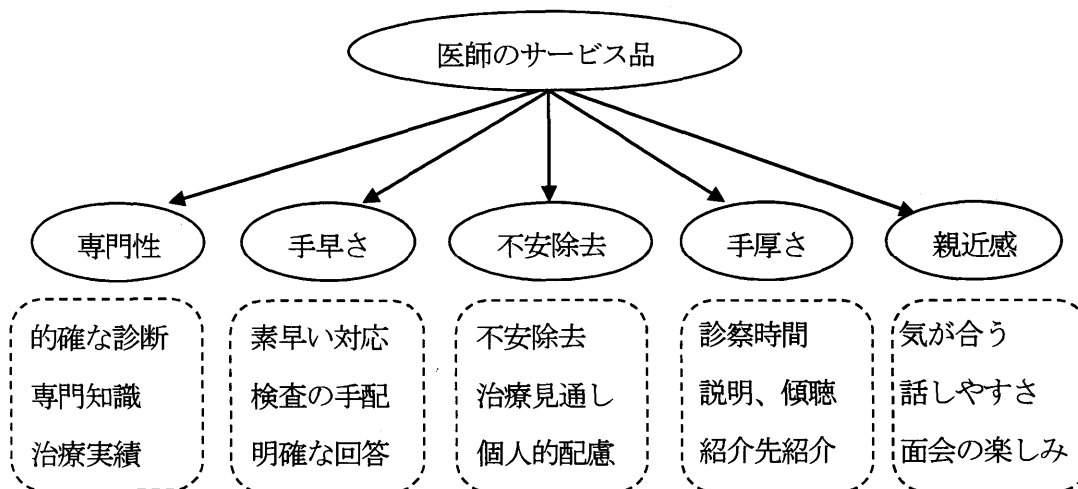 医師のサービス品
専門性
手早さ
不安除去
手厚さ
親近感
的確な診断
専門知識
治療実績
素早い対応
検査の手配
明確な回答
不安除去
治療見通し
個人的配慮
診察時間
説明、傾聴
紹介先紹介
気が合う
話しやすさ
面会の楽しみ